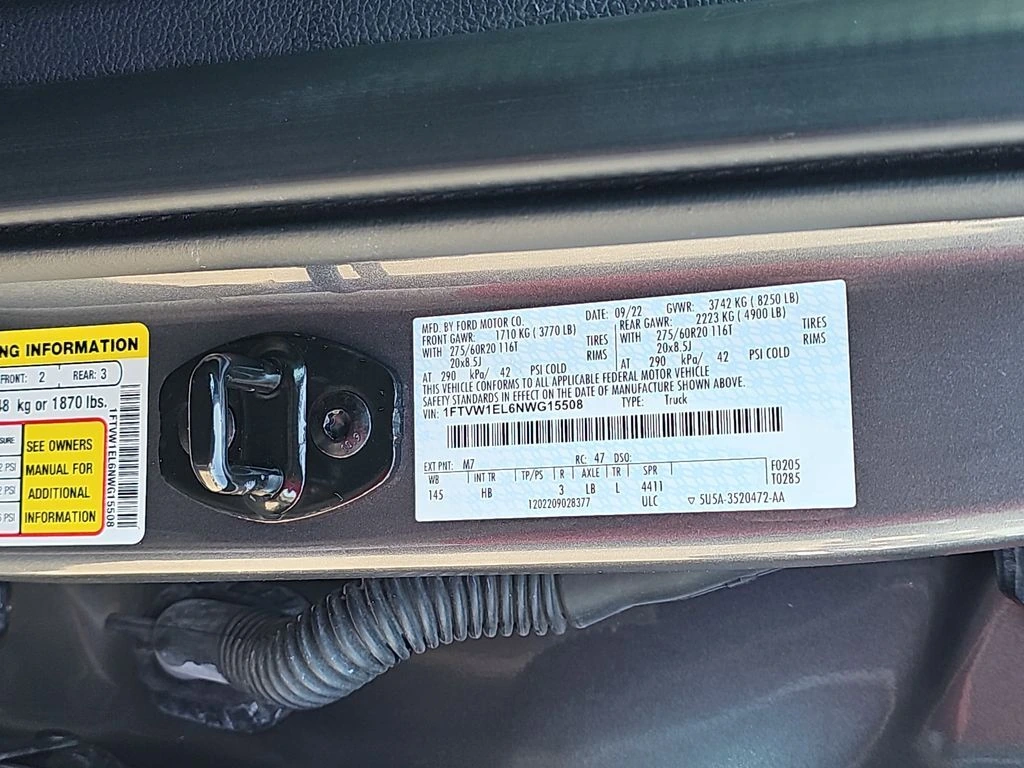 NG INFORMATION
FRONT: 2 REAR: 3
48 kg or 1870 lbs.
SURE
SEE OWNERS
PSI
MANUAL FOR
PSI
ADDITIONAL
PSI
INFORMATION
1FTVW1EL6NWG15508
MFD. BY FORD MOTOR CO. DATE: 09/22 GVWR: 3742 KG ( 8250 LB)
FRONT GAWR: 1710 KG ( 3770 LB) REAR GAWR: 2223 KG ( 4900 LB)
WITH 275/60R20 116T TIRES WITH 275/60R20 116T TIRES
20x8.5J RIMS 20x8.5J RIMS
AT 290 kPa/ 42 PSI COLD AT 290 kPa/ 42 PSI COLD
THIS VEHICLE CONFORMS TO ALL APPLICABLE FEDERAL MOTOR VEHICLE
SAFETY STANDARDS IN EFFECT ON THE DATE OF MANUFACTURE SHOWN ABOVE.
VIN: 1FTVW1EL6NWG15508 TYPE: Truck
EXT PNT: M7 RC: 47 DSO: F0205
WB INT TR TP/PS R AXLE TR SPR T0285
145 HB 3 LB L 4411
1202209028377 ULC ▽ SU5A-3520472-AA